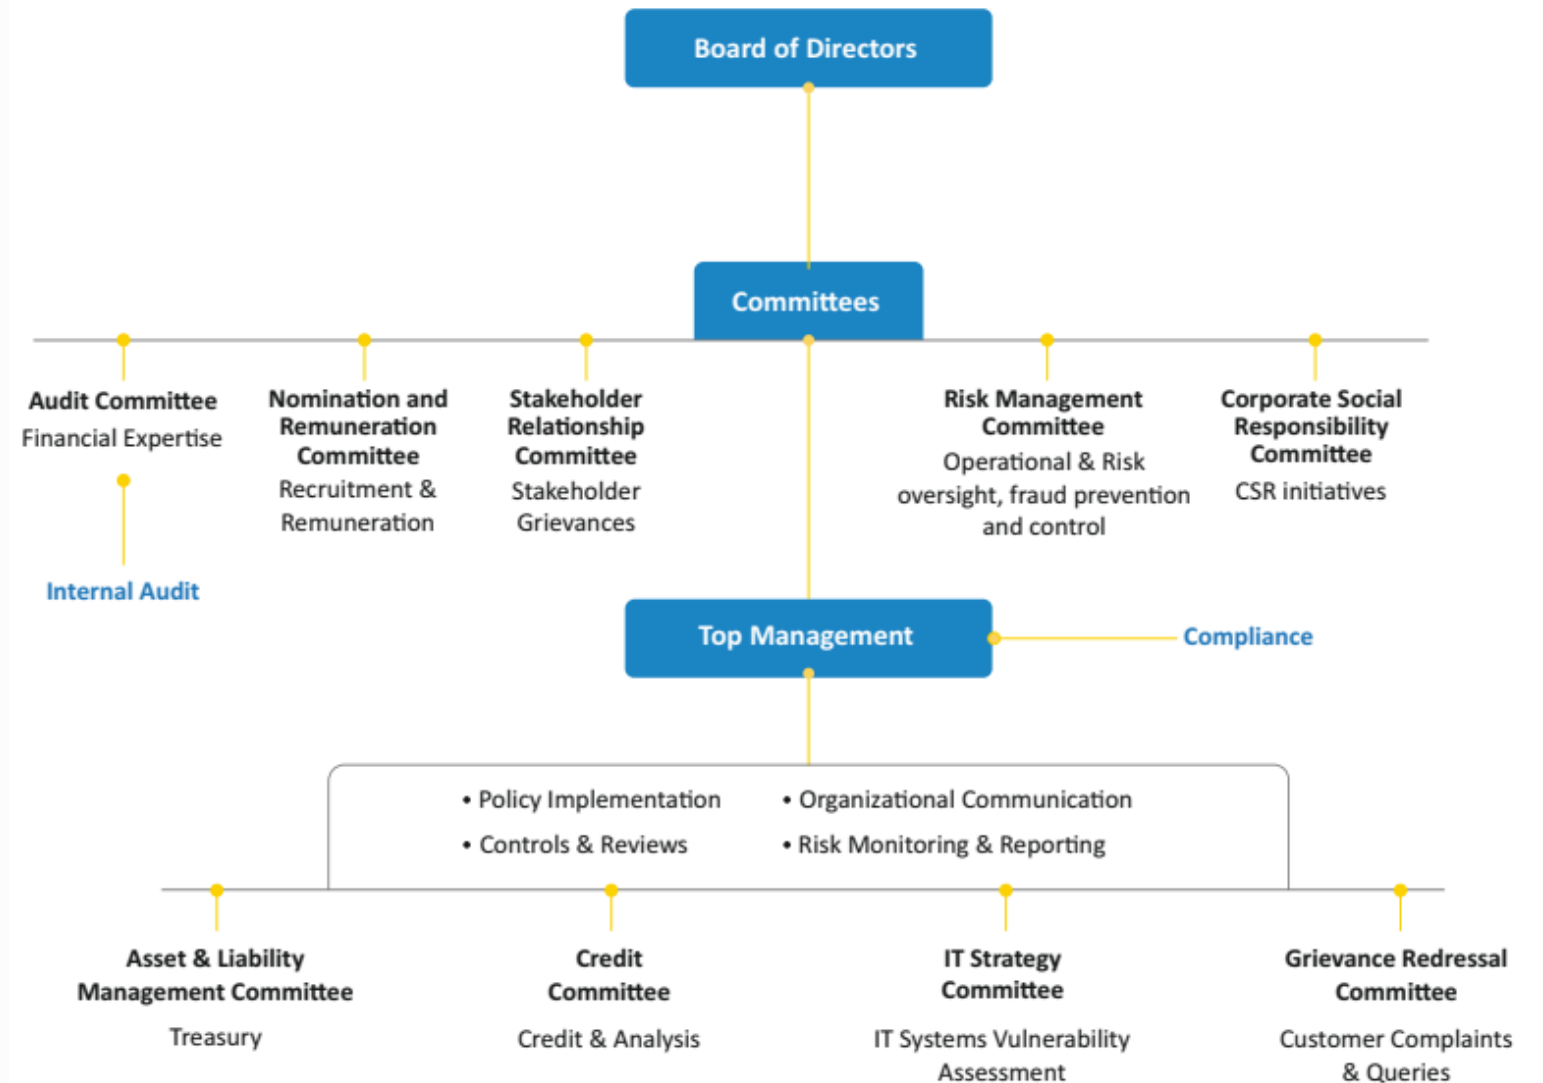 Board of Directors
Committees
Audit Committee
Financial Expertise
Internal Audit
Nomination and
Remuneration
Committee
Recruitment &
Remuneration
Stakeholder
Relationship
Committee
Stakeholder
Grievances
Risk Management
Committee
Operational & Risk
oversight, fraud prevention
and control
Corporate Social
Responsibility
Committee
CSR initiatives
Top Management
Compliance
• Policy Implementation
• Controls & Reviews
• Organizational Communication
• Risk Monitoring & Reporting
Asset & Liability
Management Committee
Treasury
Credit
Committee
Credit & Analysis
IT Strategy
Committee
IT Systems Vulnerability
Assessment
Grievance Redressal
Committee
Customer Complaints
& Queries